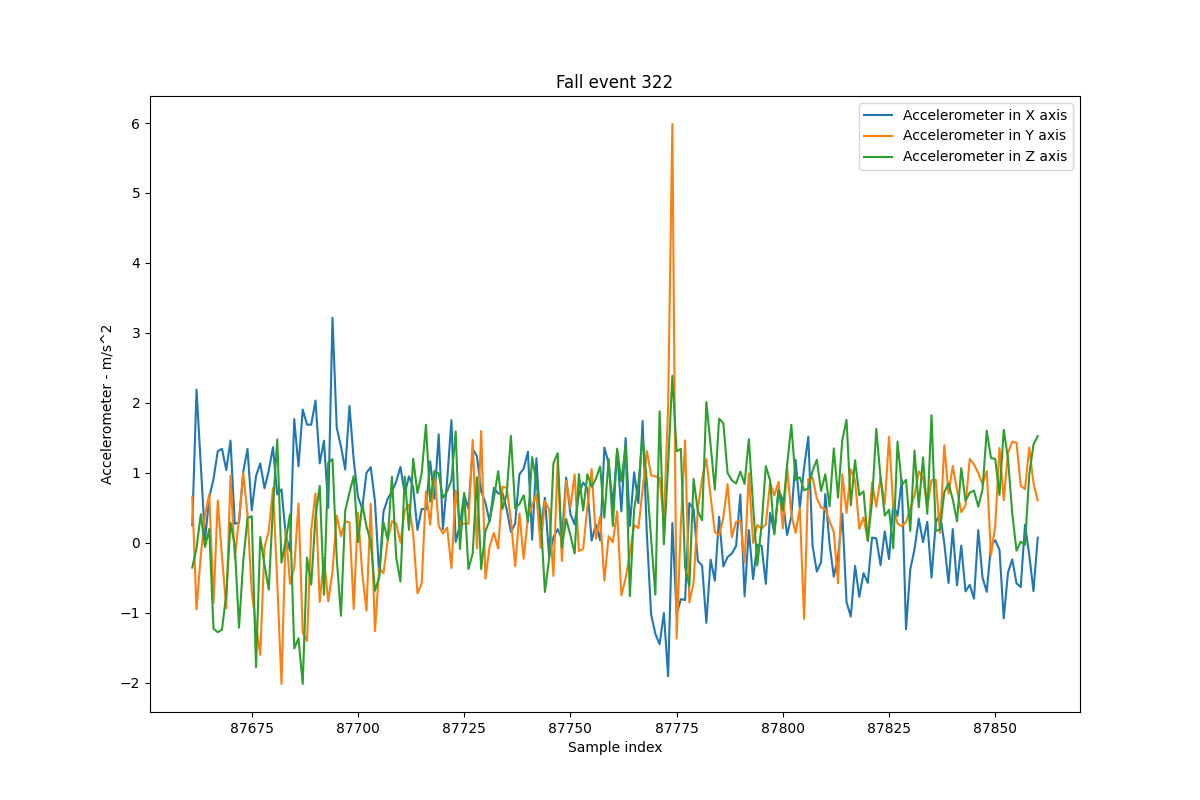 Fall event 322
Accelerometer in X axis
Accelerometer in Y axis
Accelerometer in Z axis
Accelerometer - m/s^2
6
5
4
3
2
1
0
−1
−2
87675 87700 87725 87750 87775 87800 87825 87850
Sample index